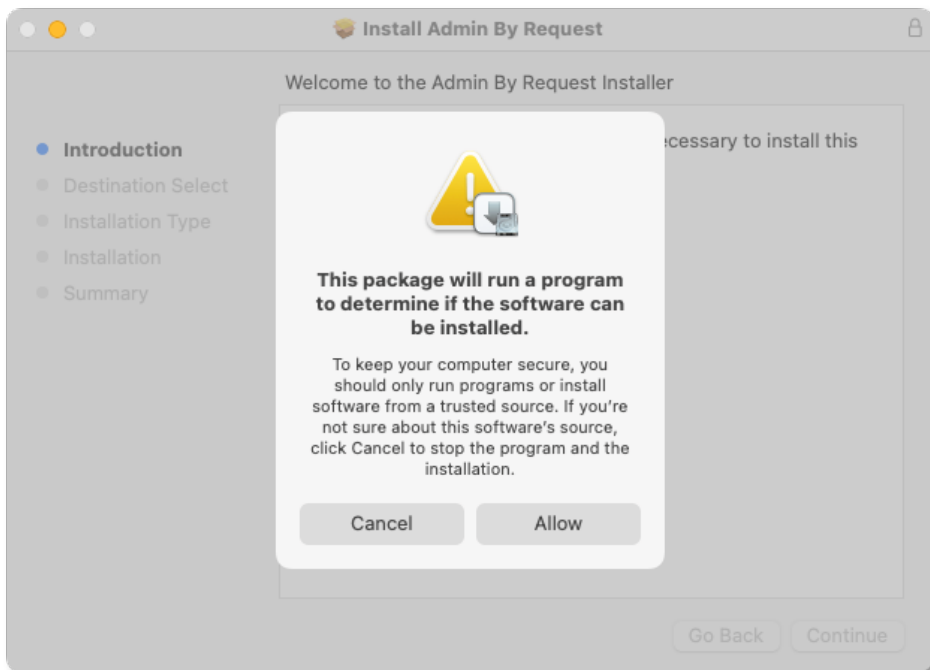 Install Admin By Request
Welcome to the Admin By Request Installer
Introduction
Destination Select
Installation Type
Installation
Summary
necessary to install this
This package will run a program
to determine if the software can
be installed.
To keep your computer secure, you
should only run programs or install
software from a trusted source. If you're
not sure about this software's source,
click Cancel to stop the program and the
installation.
Cancel
Allow
Go Back
Continue